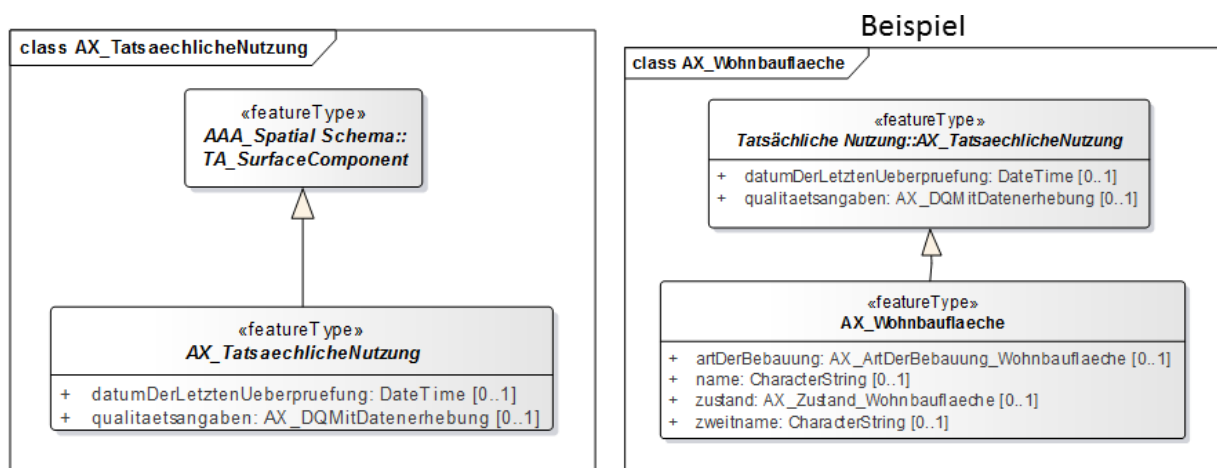 class AX_TatsaechlicheNutzung
«featureType»
AAA_Spatial Schema::
TA_SurfaceComponent
«featureType»
AX_TatsaechlicheNutzung
+ datumDerLetztenUeberpruefung: DateTime [0..1]
+ qualitaetsangaben: AX_DQMitDatenerhebung [0..1]
Beispiel
class AX_Wohnbauflaeche
«featureType»
Tatsächliche Nutzung::AX_TatsaechlicheNutzung
+ datumDerLetztenUeberpruefung: DateTime [0..1]
+ qualitaetsangaben: AX_DQMitDatenerhebung [0..1]
«featureType»
AX_Wohnbauflaeche
+ artDerBebauung: AX_ArtDerBebauung_Wohnbauflaeche [0..1]
+ name: CharacterString [0..1]
+ zustand: AX_Zustand_Wohnbauflaeche [0..1]
+ zweitname: CharacterString [0..1]